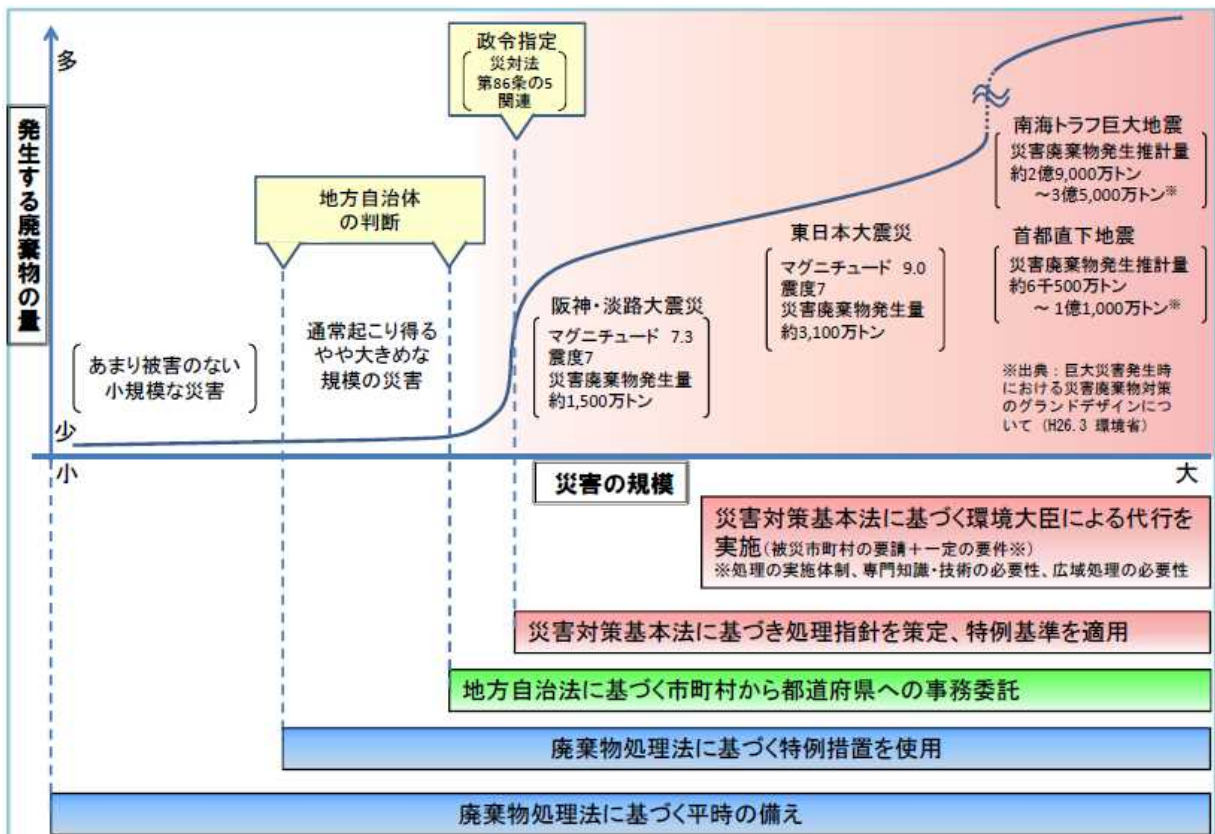 多
発生する廃棄物の量
少
政令指定
災対法
第86条の5
関連
地方自治体
の判断
あまり被害のない
小規模な災害
通常起こり得る
やや大きめな
規模の災害
阪神・淡路大震災
マグニチュード 7.3
震度7
災害廃棄物発生量
約1,500万トン
東日本大震災
マグニチュード 9.0
震度7
災害廃棄物発生量
約3,100万トン
南海トラフ巨大地震
災害廃棄物発生推計量
約2億9,000万トン
～3億5,000万トン※
首都直下地震
災害廃棄物発生推計量
約6千500万トン
～ 1億1,000万トン※
※出典：巨大災害発生時
における災害廃棄物対策
のグランドデザインにつ
いて (H26.3 環境省)
小
災害の規模
大
災害対策基本法に基づく環境大臣による代行を
実施(被災市町村の要請＋一定の要件※)
※処理の実施体制、専門知識・技術の必要性、広域処理の必要性
災害対策基本法に基づき処理指針を策定、特例基準を適用
地方自治法に基づく市町村から都道府県への事務委託
廃棄物処理法に基づく特例措置を使用
廃棄物処理法に基づく平時の備え